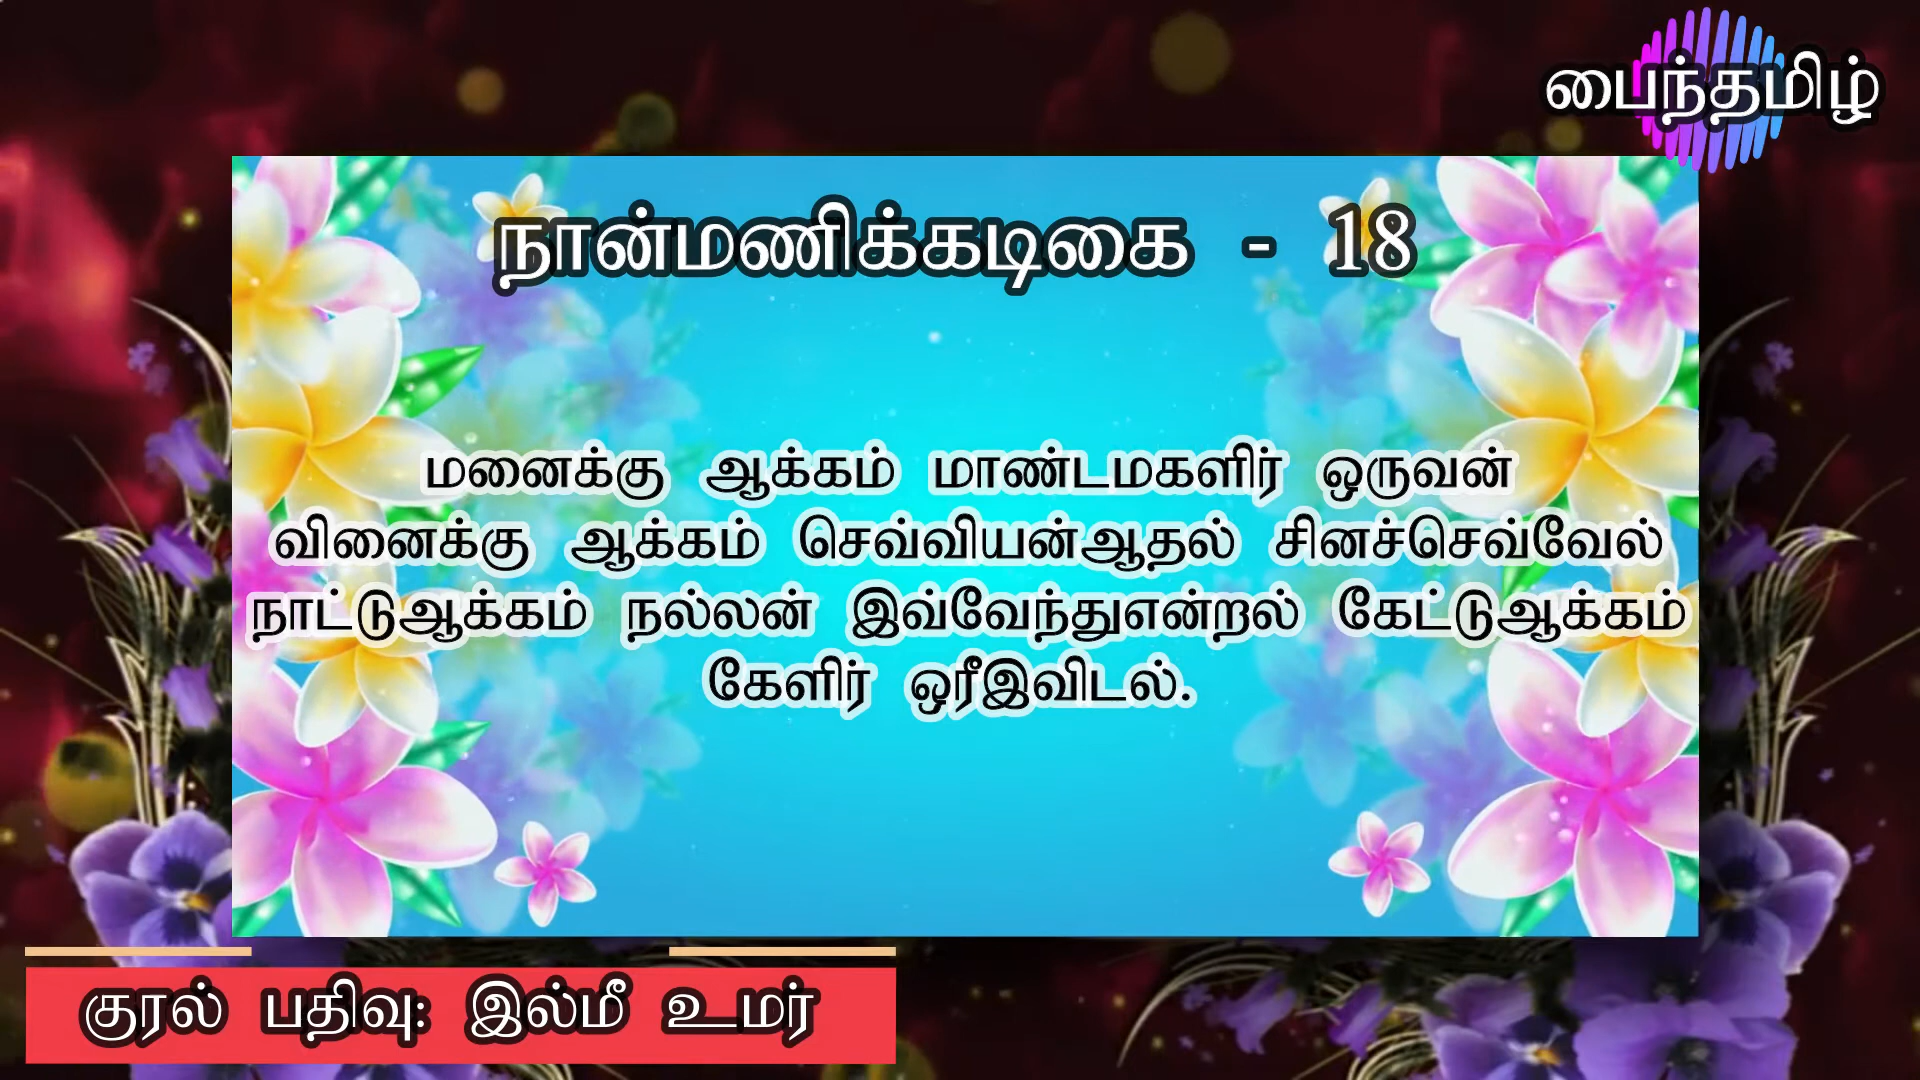 பைந்தமிழ்
நான்மணிக்கடிகை - 18
மனைக்கு ஆக்கம் மாண்டமகளிர் ஒருவன்
வினைக்கு ஆக்கம் செவ்வியன்ஆதல் சினச்செவ்வேல்
நாட்டுஆக்கம் நல்லன் இவ்வேந்துஎன்றல் கேட்டுஆக்கம்
கேளிர் ஒரீஇவிடல்.
குரல் பதிவு: இல்மீ உமர்